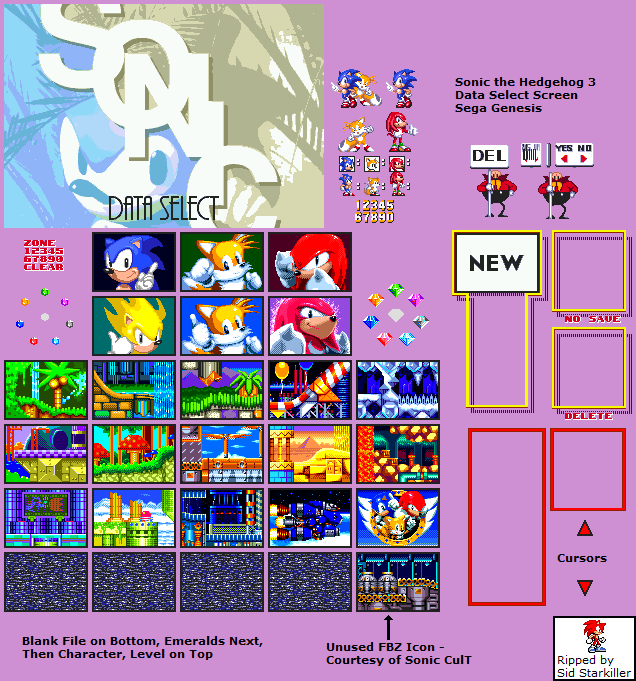 SONIC
DATA SELECT
Sonic the Hedgehog 3
Data Select Screen
Sega Genesis
DEL
YES NO
12345
67890
ZONE
12345
67890
CLEAR
NEW
NO SAVE
DELETE
Cursors
Blank File on Bottom, Emeralds Next,
Then Character, Level on Top
Unused FBZ Icon -
Courtesy of Sonic CulT
Ripped by
Sid Starkiller